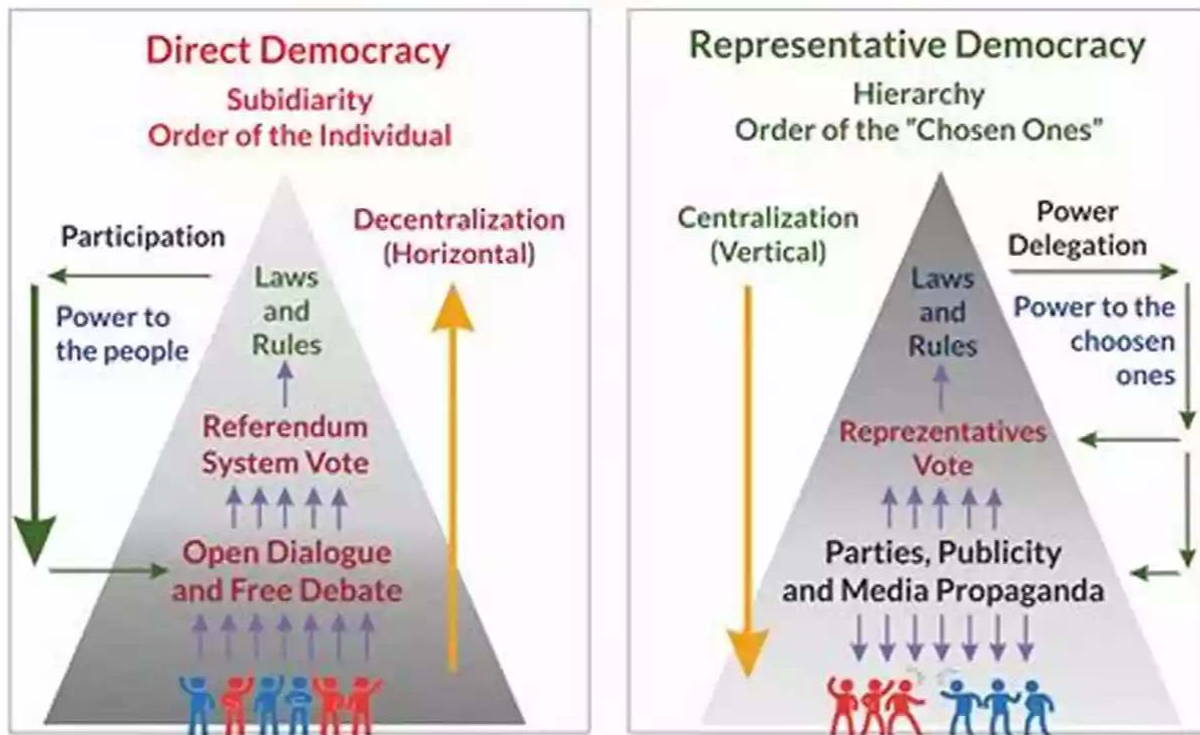 Direct Democracy
Subsidiarity
Order of the Individual
Participation
Decentralization
(Horizontal)
Power to
the people
Laws
and
Rules
Referendum
System Vote
Open Dialogue
and Free Debate
Representative Democracy
Hierarchy
Order of the "Chosen Ones"
Centralization
(Vertical)
Power
Delegation
Laws
and
Rules
Power to the
choosen
ones
Reprezentatives
Vote
Parties, Publicity
and Media Propaganda